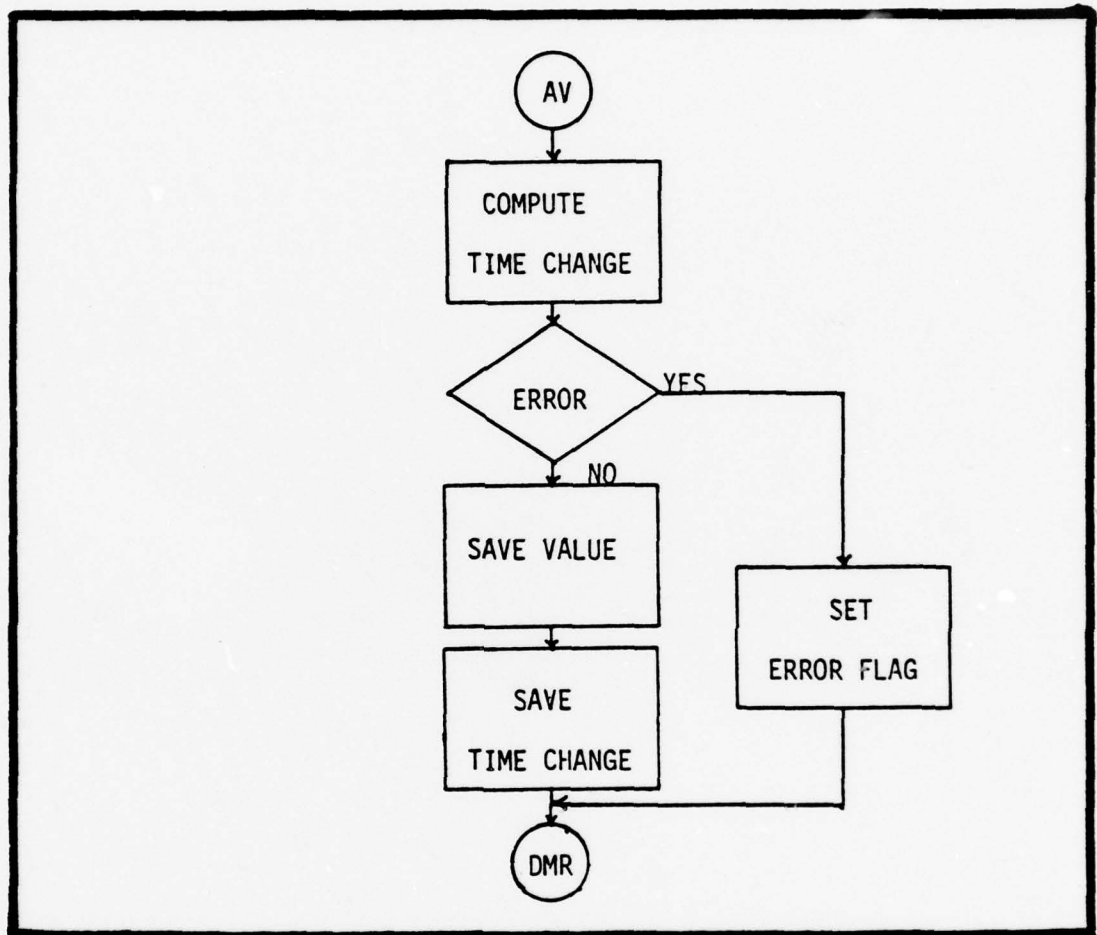 AV
COMPUTE
TIME CHANGE
ERROR
YES
NO
SAVE VALUE
SET
ERROR FLAG
SAVE
TIME CHANGE
DMR